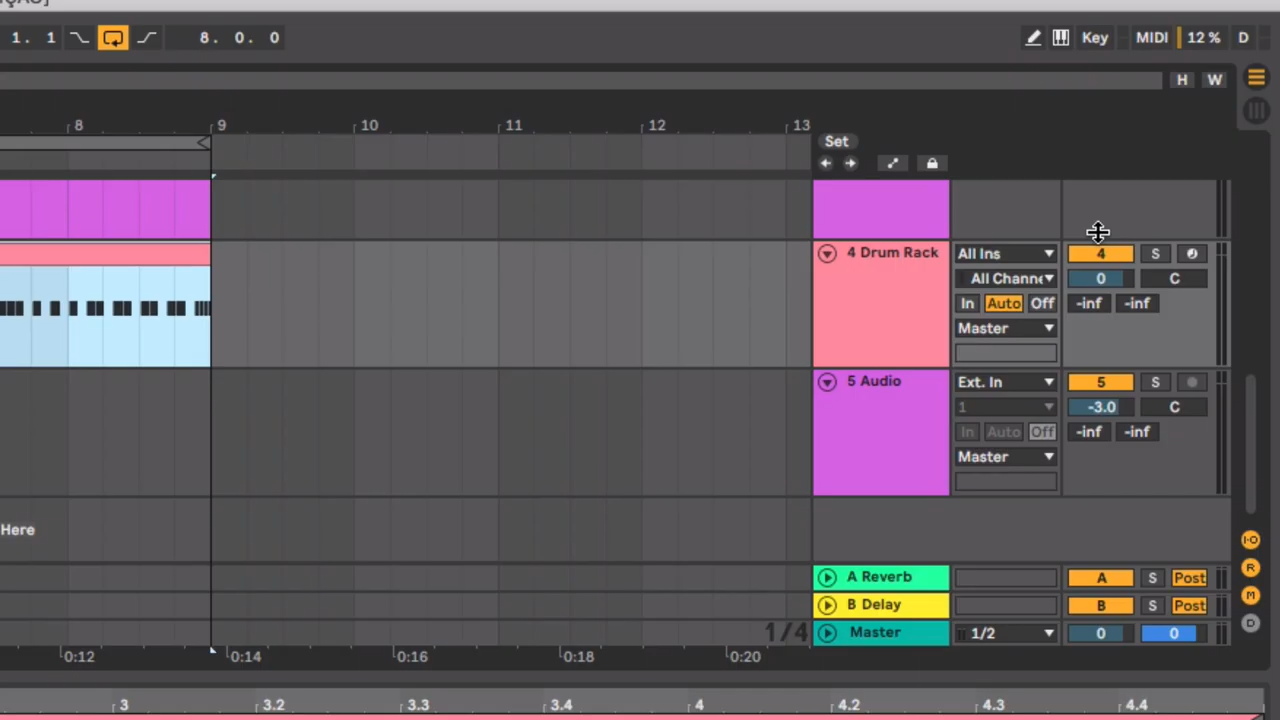 ÇÃO]
1. 1 8. 0. 0 Key MIDI 12 % D
H W
8 9 10 11 12 13
Set
4 Drum Rack All Ins 4 S
All Channe 0 C
In Auto Off -inf -inf
Master
5 Audio Ext. In 5 S
1 -3.0 C
In Auto Off -inf -inf
Master
Here
A Reverb A S Post
B Delay B S Post
1/4 Master 1/2 0 0
0:12 0:14 0:16 0:18 0:20
I·O
R
M
D
3 3.2 3.3 3.4 4 4.2 4.3 4.4